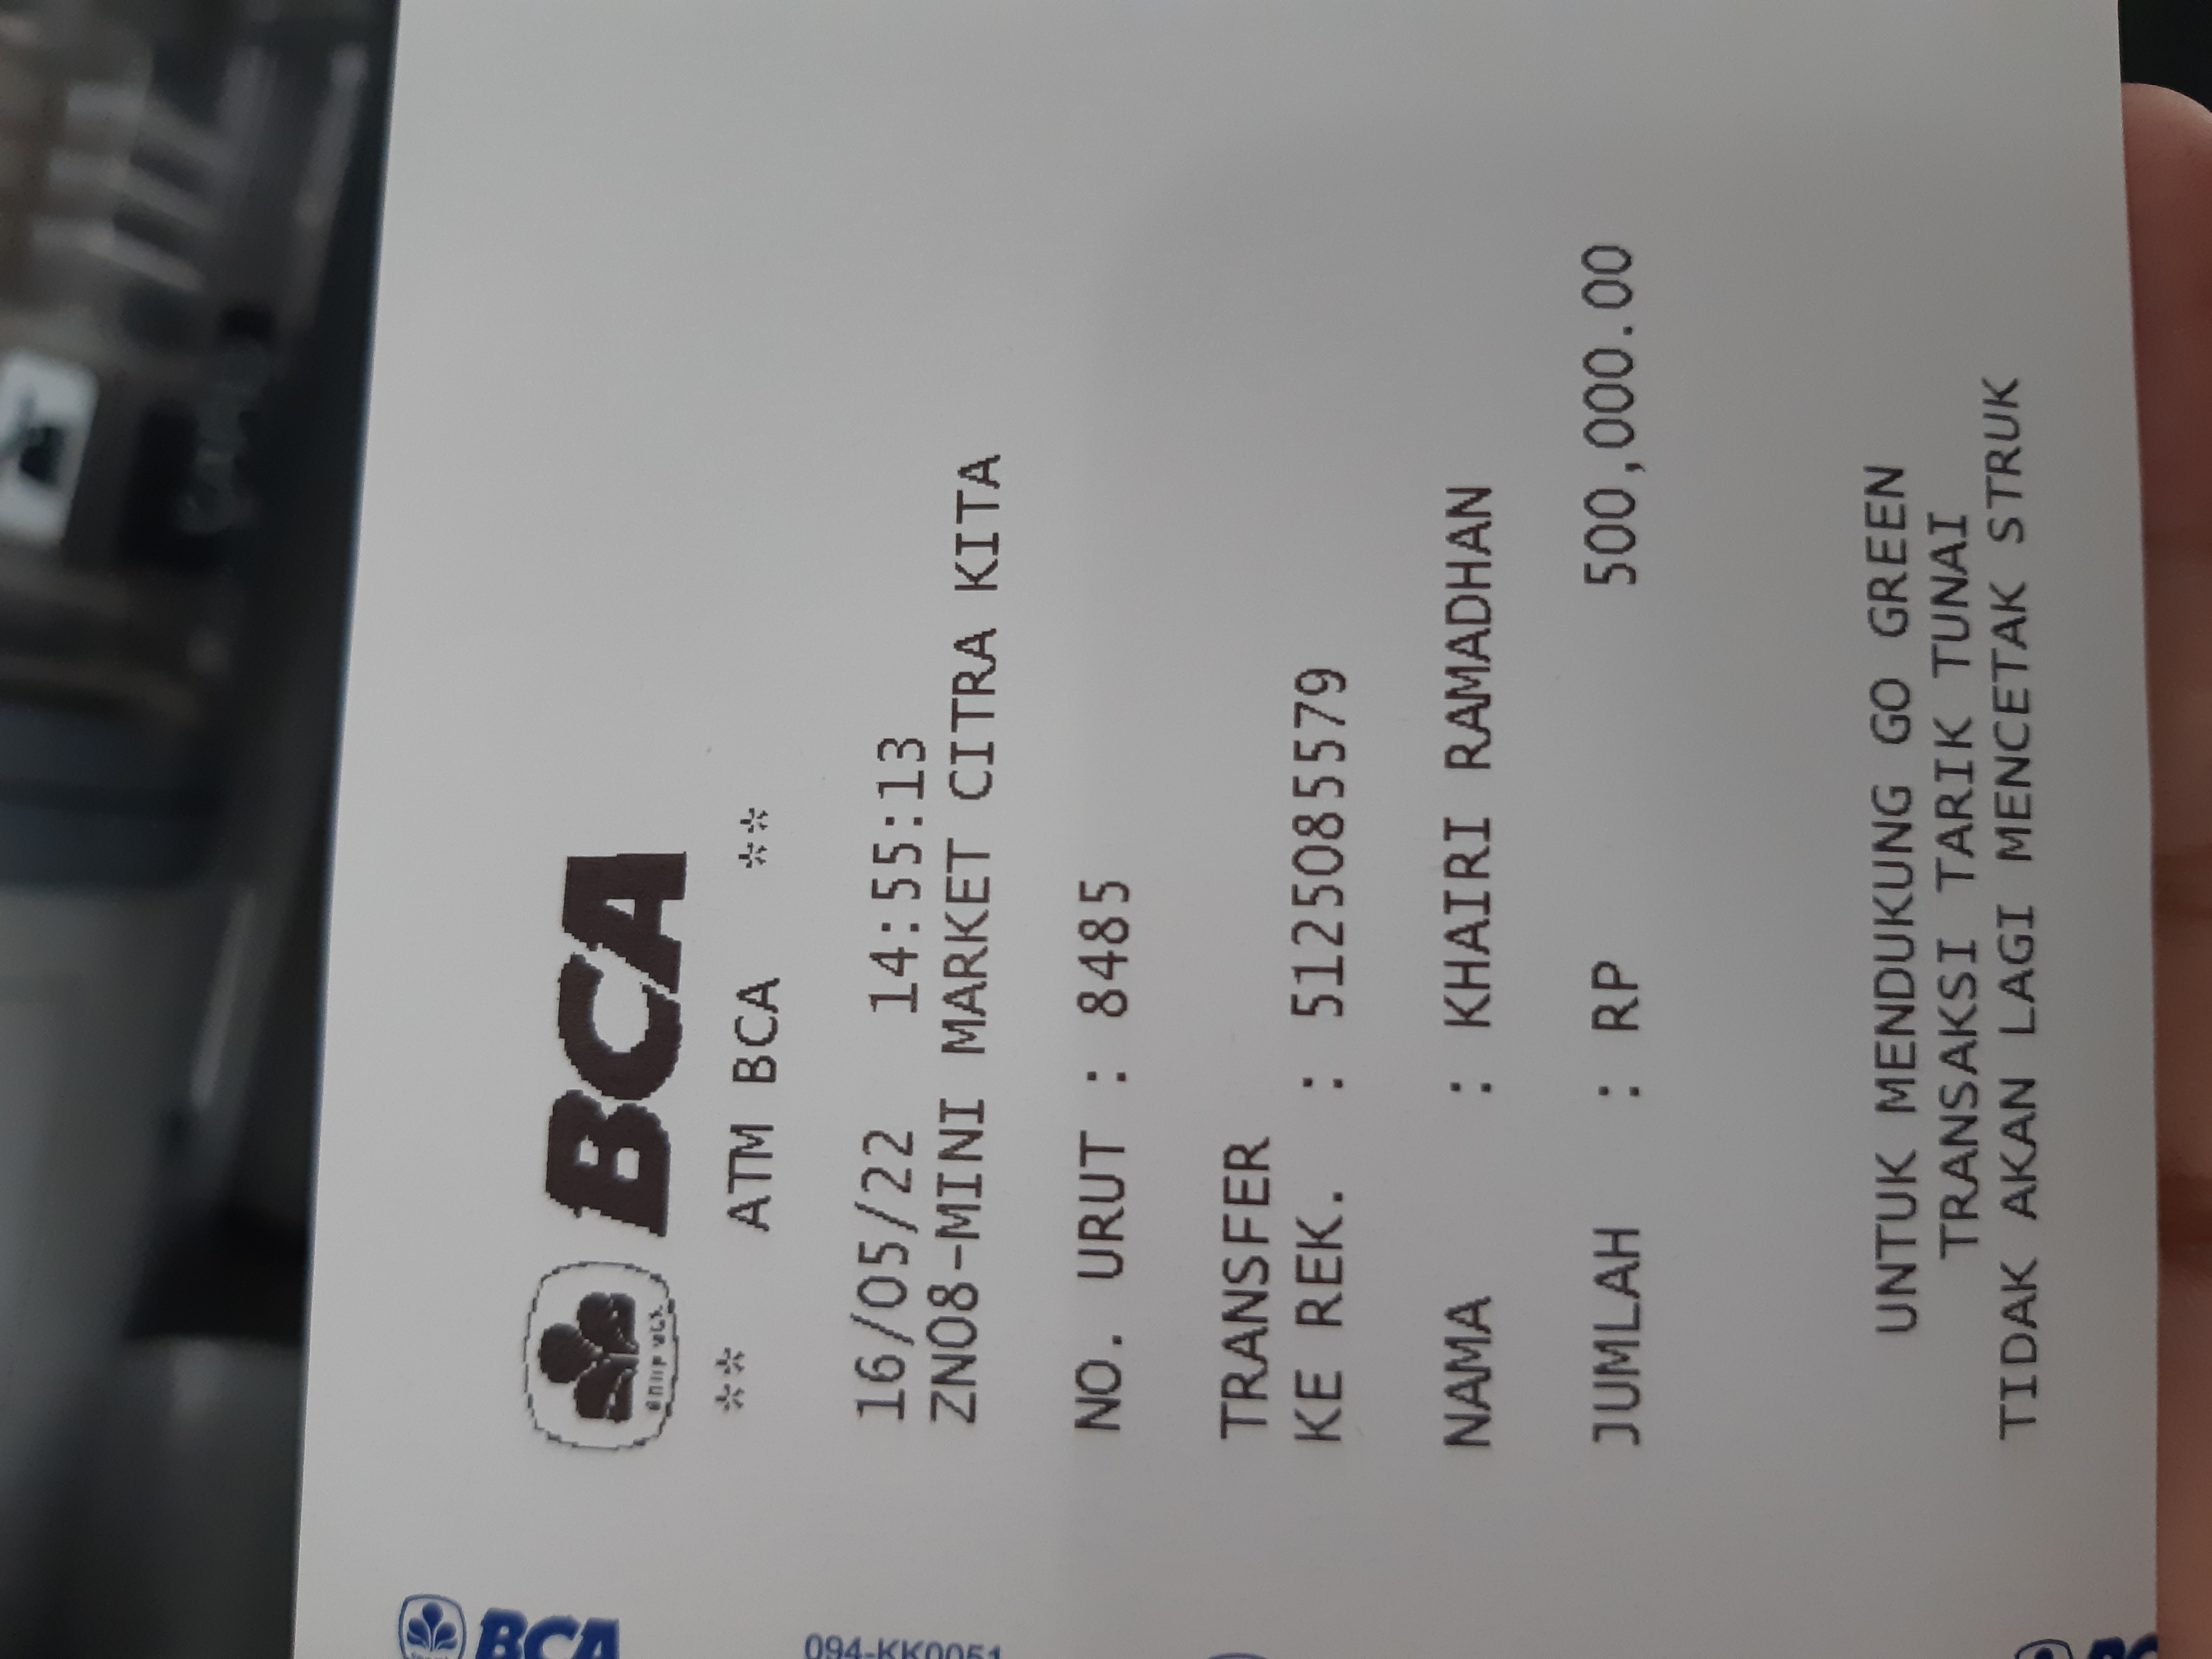 BCA
BCA
** ATM BCA **
16/05/22 14:55:13
ZN08-MINI MARKET CITRA KITA
NO. URUT : 8485
TRANSFER
KE REK. : 5125085579
NAMA : KHAIRI RAMADHAN
JUMLAH : RP 500,000.00
UNTUK MENDUKUNG GO GREEN
TRANSAKSI TARIK TUNAI
TIDAK AKAN LAGI MENCETAK STRUK